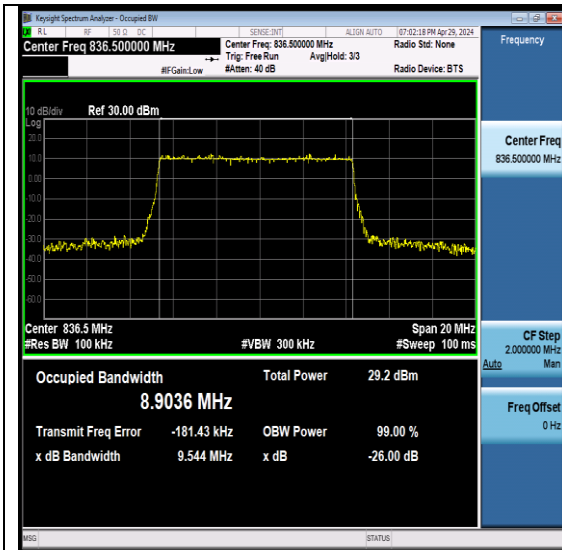 Keysight Spectrum Analyzer - Occupied BW
RL RF 50 Ω DC SENSE:INT ALIGN AUTO 07:02:18 PM Apr 29, 2024
Center Freq 836.500000 MHz Center Freq: 836.500000 MHz Radio Std: None Frequency
Trig: Free Run Avg|Hold: 3/3
#IFGain:Low #Atten: 40 dB Radio Device: BTS
10 dB/div Ref 30.00 dBm
Log
20.0
10.0
0.00
-10.0
-20.0
-30.0
-40.0
-50.0
-60.0
Center Freq
836.500000 MHz
Center 836.5 MHz Span 20 MHz
#Res BW 100 kHz #VBW 300 kHz #Sweep 100 ms
CF Step
2.000000 MHz
Auto Man
Occupied Bandwidth Total Power 29.2 dBm
8.9036 MHz
Transmit Freq Error -181.43 kHz OBW Power 99.00 %
x dB Bandwidth 9.544 MHz x dB -26.00 dB
Freq Offset
0 Hz
MSG STATUS